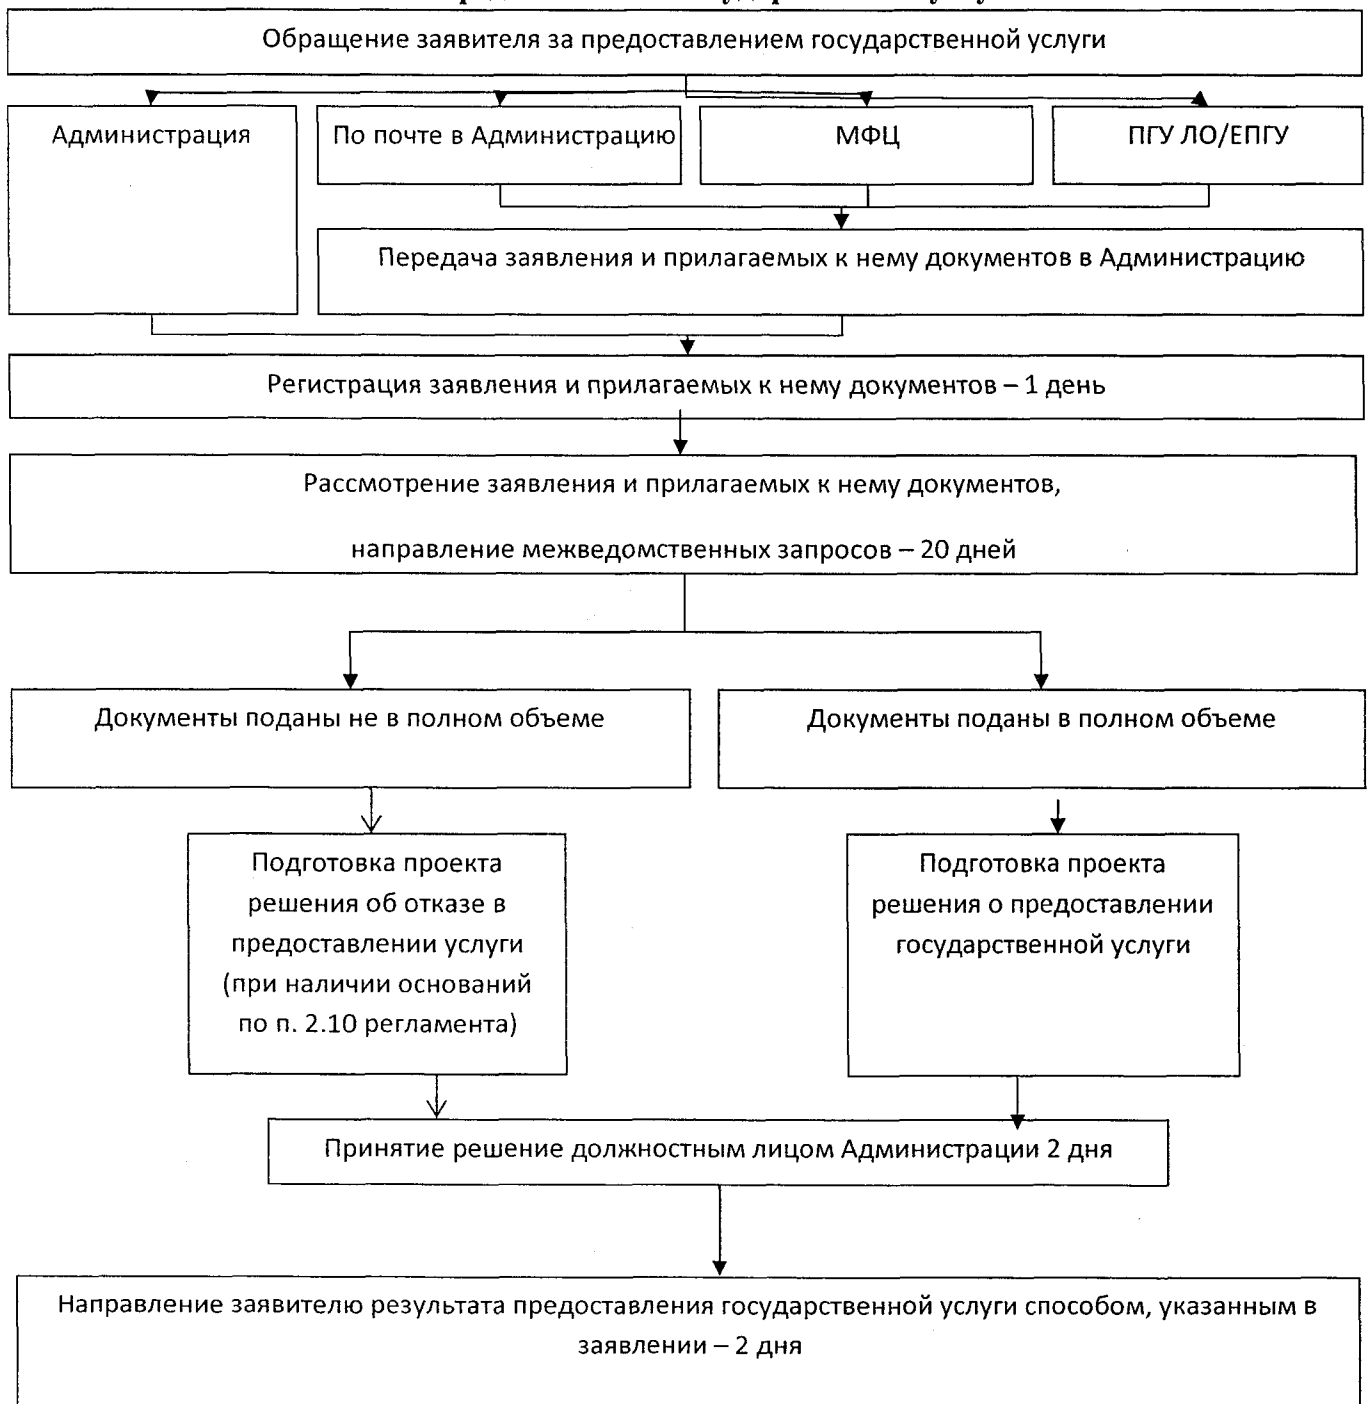 Обращение заявителя за предоставлением государственной услуги
Администрация
По почте в Администрацию
МФЦ
ПГУ ЛО/ЕПГУ
Передача заявления и прилагаемых к нему документов в Администрацию
Регистрация заявления и прилагаемых к нему документов – 1 день
Рассмотрение заявления и прилагаемых к нему документов,
направление межведомственных запросов – 20 дней
Документы поданы не в полном объеме
Документы поданы в полном объеме
Подготовка проекта
решения об отказе в
предоставлении услуги
(при наличии оснований
по п. 2.10 регламента)
Подготовка проекта
решения о предоставлении
государственной услуги
Принятие решение должностным лицом Администрации 2 дня
Направление заявителю результата предоставления государственной услуги способом, указанным в
заявлении – 2 дня